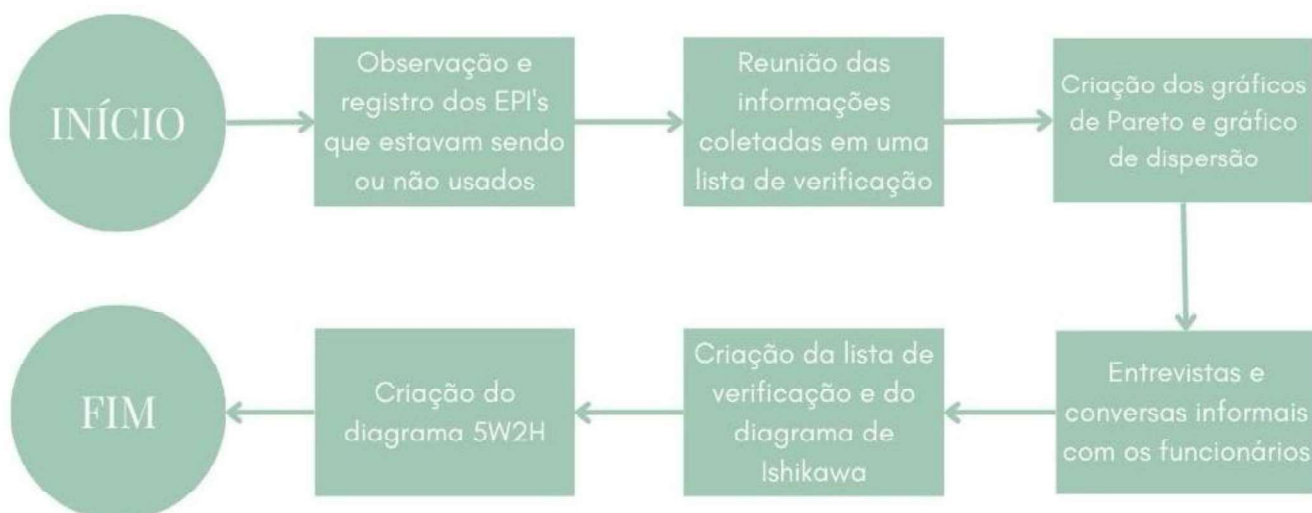 INÍCIO
Observação e
registro dos EPI's
que estavam sendo
ou não usados
Reunião das
informações
coletadas em uma
lista de verificação
Criação dos gráficos
de Pareto e gráfico
de dispersão
Entrevistas e
conversas informais
com os funcionários
Criação da lista de
verificação e do
diagrama de
Ishikawa
Criação do
diagrama 5W2H
FIM